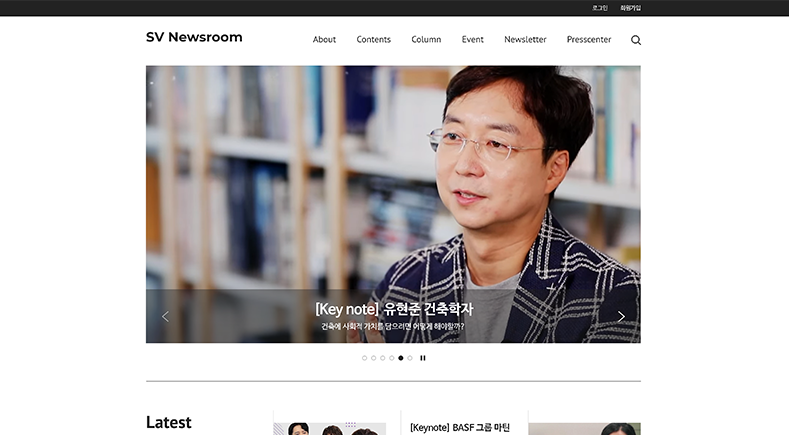 로그인 회원가입
SV Newsroom
About Contents Column Event Newsletter Presscenter
[Key note] 유현준 건축학자
건축에 사회적 가치를 담으려면 어떻게 해야할까?
Latest
[Keynote] BASF 그룹 마틴